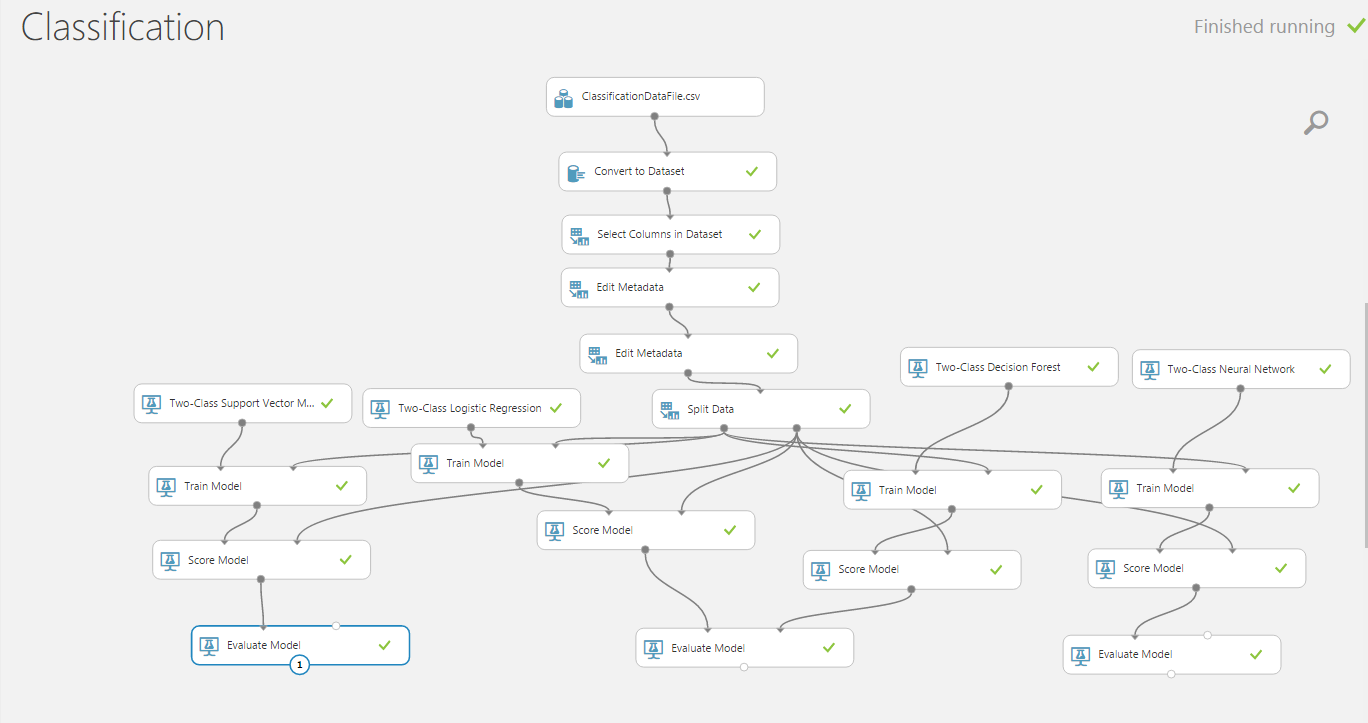 Classification
Finished running
ClassificationDataFile.csv
Convert to Dataset
Select Columns in Dataset
Edit Metadata
Edit Metadata
Two-Class Decision Forest
Two-Class Neural Network
Two-Class Support Vector M...
Two-Class Logistic Regression
Split Data
Train Model
Train Model
Train Model
Train Model
Score Model
Score Model
Score Model
Score Model
Evaluate Model
Evaluate Model
Evaluate Model
1